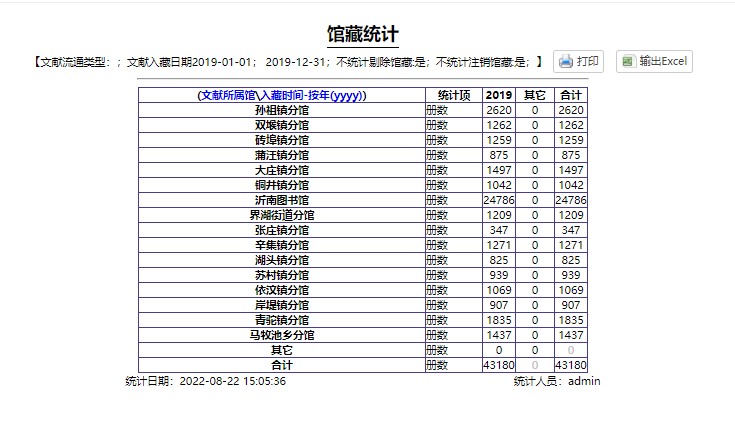 馆藏统计
【文献流通类型：；文献入藏日期2019-01-01； 2019-12-31；不统计剔除馆藏:是；不统计注销馆藏:是；】 打印 输出Excel
(文献所属馆\入藏时间-按年(yyyy)) 统计项 2019 其它 合计
孙祖镇分馆 册数 2620 0 2620
双堠镇分馆 册数 1262 0 1262
砖埠镇分馆 册数 1259 0 1259
蒲汪镇分馆 册数 875 0 875
大庄镇分馆 册数 1497 0 1497
铜井镇分馆 册数 1042 0 1042
沂南图书馆 册数 24786 0 24786
界湖街道分馆 册数 1209 0 1209
张庄镇分馆 册数 347 0 347
辛集镇分馆 册数 1271 0 1271
湖头镇分馆 册数 825 0 825
苏村镇分馆 册数 939 0 939
依汶镇分馆 册数 1069 0 1069
岸堤镇分馆 册数 907 0 907
青驼镇分馆 册数 1835 0 1835
马牧池乡分馆 册数 1437 0 1437
其它 册数 0 0 0
合计 册数 43180 0 43180
统计日期：2022-08-22 15:05:36 统计人员：admin